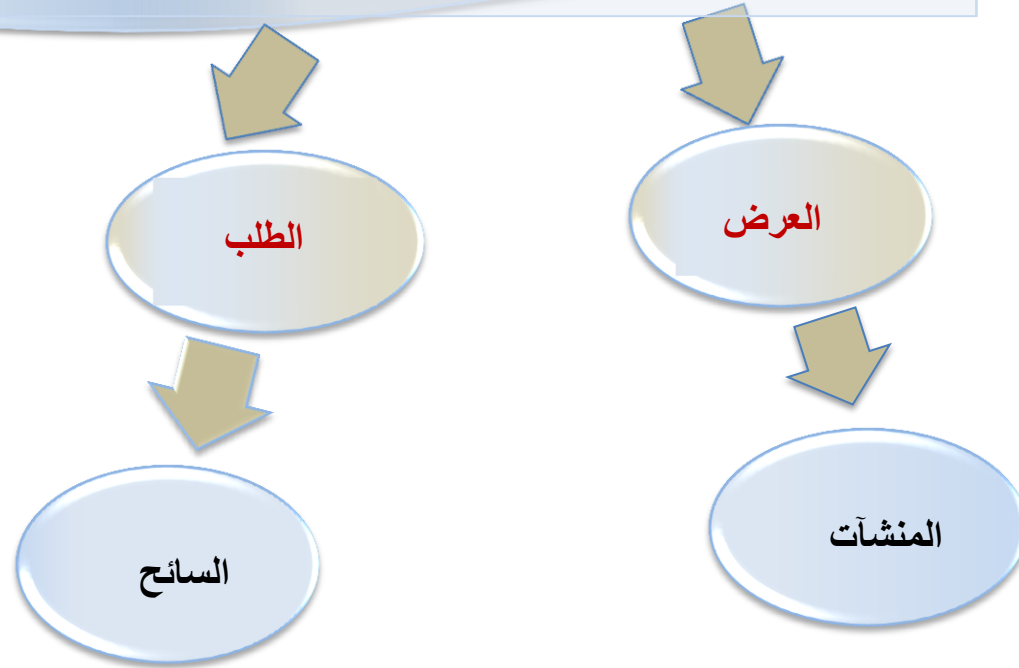 العرض
الطلب
المنشآت
السائح